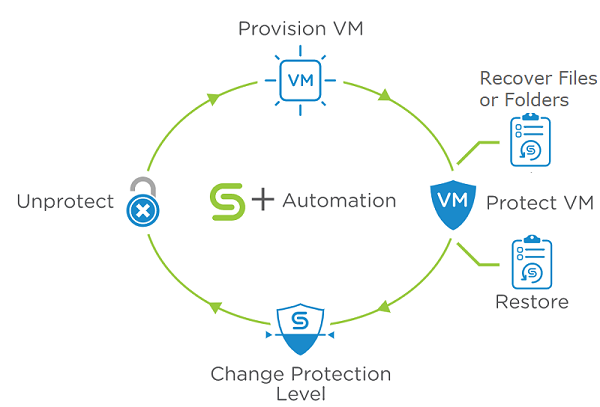 Provision VM
VM
Recover Files
or Folders
Unprotect
S + Automation
VM
Protect VM
Restore
Change Protection
Level